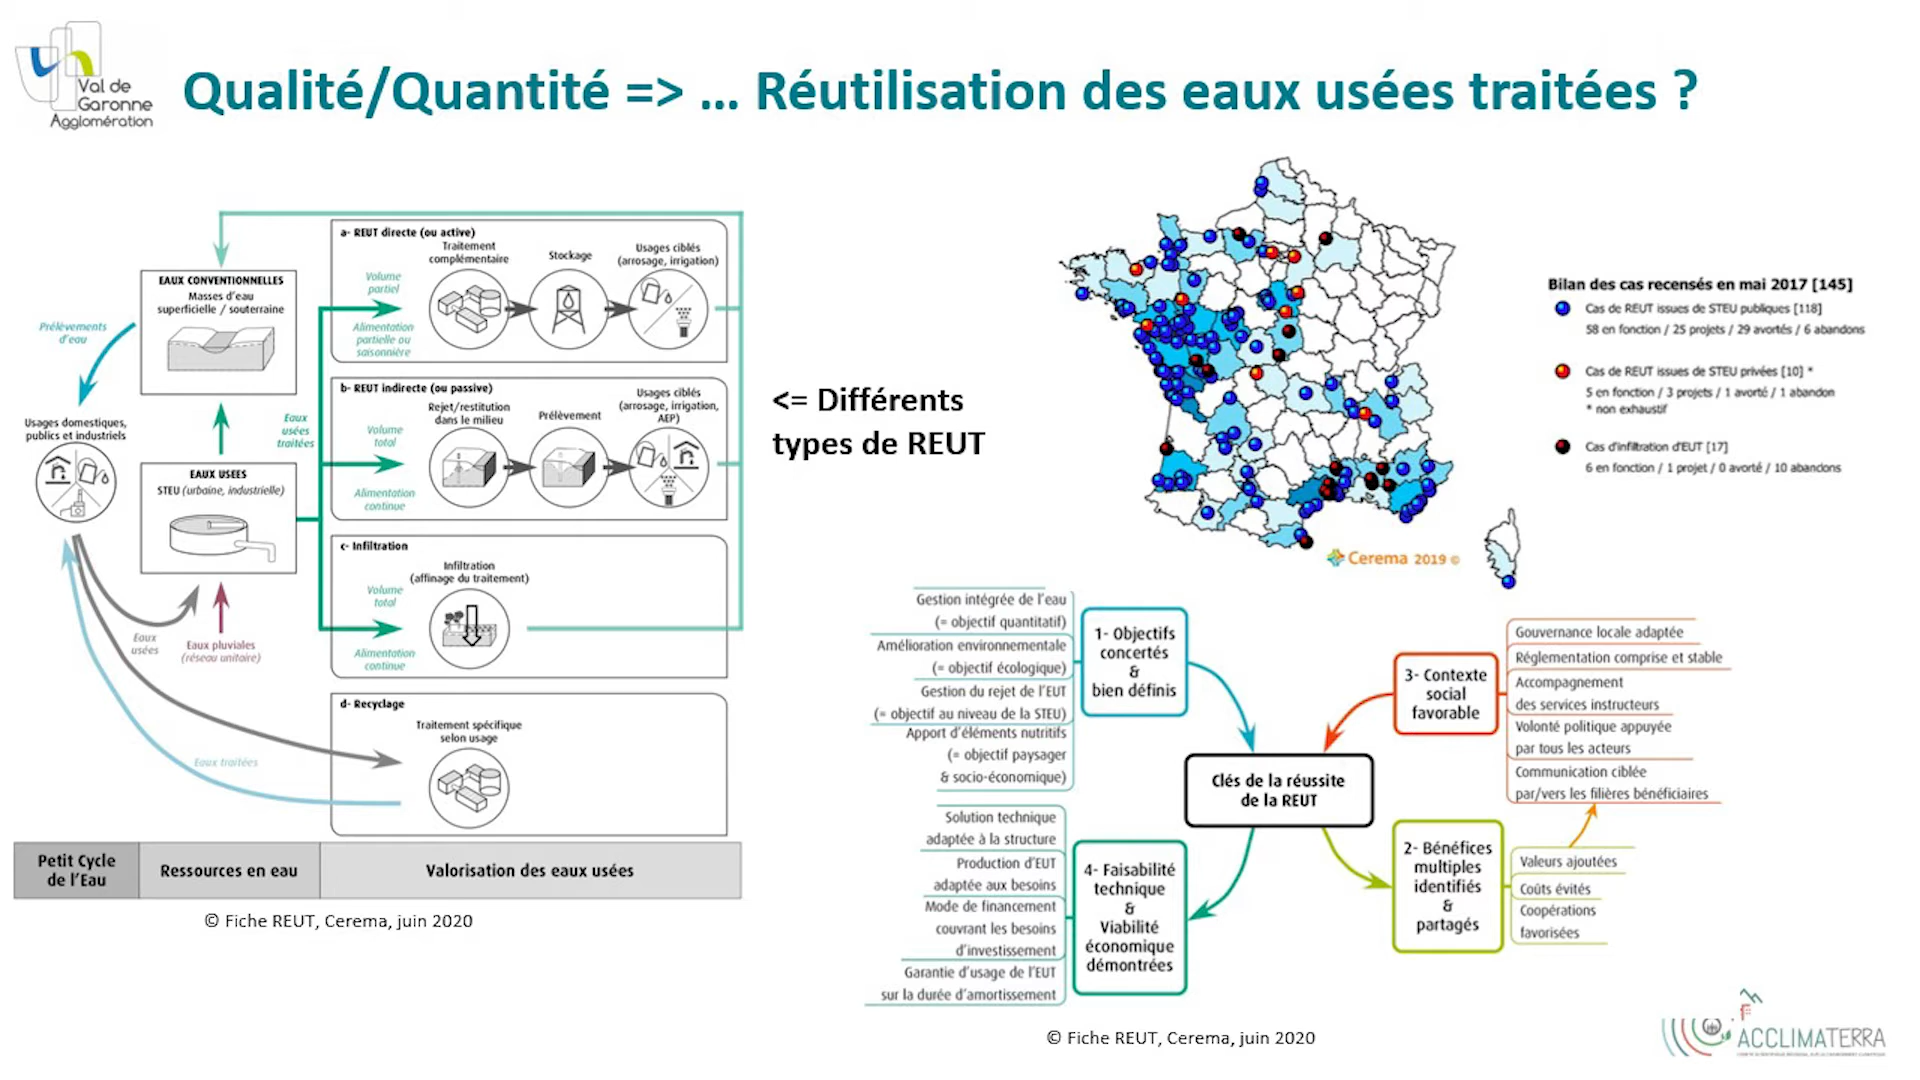 Val de
Garonne
Agglomération
Qualité/Quantité => ... Réutilisation des eaux usées traitées ?
a- REUT directe (ou active)
Traitement
complémentaire
Stockage
Usages ciblés
(arrosage, irrigation)
Volume
partiel
Alimentation
partielle ou
saisonnière
EAUX CONVENTIONNELLES
Masses d'eau
superficielle / souterraine
Prélèvements
d'eau
b- REUT indirecte (ou passive)
Rejet/restitution
dans le milieu
Prélèvement
Usages ciblés
(arrosage, irrigation,
AEP)
Volume
total
Alimentation
continue
Eaux
usées
traitées
Usages domestiques,
publics et industriels
EAUX USEES
STEU (urbaine, industrielle)
c- Infiltration
Infiltration
(affinage du traitement)
Volume
total
Alimentation
continue
Eaux
usées
Eaux pluviales
(réseau unitaire)
d- Recyclage
Traitement spécifique
selon usage
Eaux traitées
Petit Cycle
de l'Eau
Ressources en eau
Valorisation des eaux usées
© Fiche REUT, Cerema, juin 2020
<= Différents
types de REUT
Bilan des cas recensés en mai 2017 [145]
Cas de REUT issues de STEU publiques [118]
58 en fonction / 25 projets / 29 avortés / 6 abandons
Cas de REUT issues de STEU privées [10] *
5 en fonction / 3 projets / 1 avorté / 1 abandon
* non exhaustif
Cas d'infiltration d'EUT [17]
6 en fonction / 1 projet / 0 avorté / 10 abandons
Cerema 2019 ©
Gestion intégrée de l'eau
(= objectif quantitatif)
Amélioration environnementale
(= objectif écologique)
Gestion du rejet de l'EUT
(= objectif au niveau de la STEU)
Apport d'éléments nutritifs
(= objectif paysager
& socio-économique)
1- Objectifs
concertés
&
bien définis
3- Contexte
social
favorable
Gouvernance locale adaptée
Réglementation comprise et stable
Accompagnement
des services instructeurs
Volonté politique appuyée
par tous les acteurs
Communication ciblée
par/vers les filières bénéficiaires
Clés de la réussite
de la REUT
Solution technique
adaptée à la structure
Production d'EUT
adaptée aux besoins
Mode de financement
couvrant les besoins
d'investissement
Garantie d'usage de l'EUT
sur la durée d'amortissement
4- Faisabilité
technique
&
Viabilité
économique
démontrées
2- Bénéfices
multiples
identifiés
&
partagés
Valeurs ajoutées
Coûts évités
Coopérations
favorisées
© Fiche REUT, Cerema, juin 2020
ACCLIMATERRA